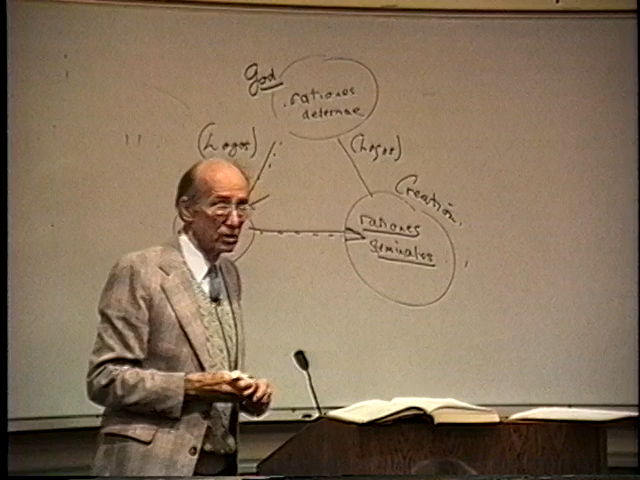 God
rationes
aeternae
(Logos)
(Logos)
Creation.
rationes
seminales